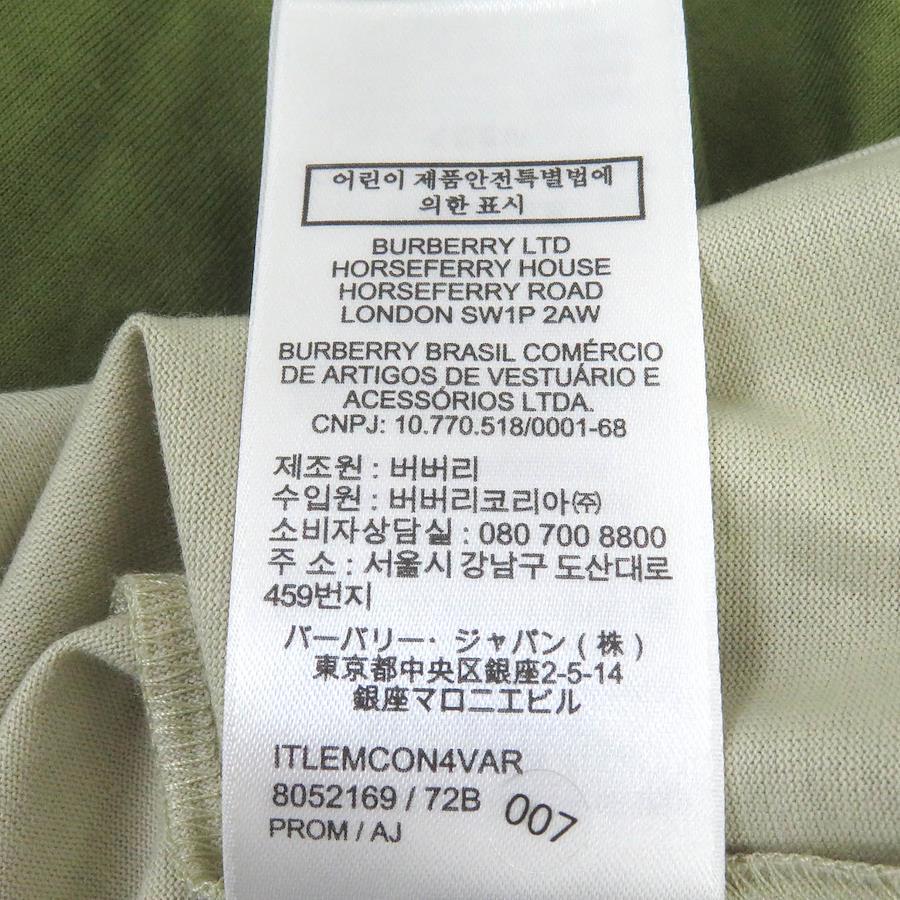 어린이 제품안전특별법에
의한 표시
BURBERRY LTD
HORSEFERRY HOUSE
HORSEFERRY ROAD
LONDON SW1P 2AW
BURBERRY BRASIL COMÉRCIO
DE ARTIGOS DE VESTUÁRIO E
ACESSÓRIOS LTDA.
CNPJ: 10.770.518/0001-68
제조원 : 버버리
수입원 : 버버리코리아㈜
소비자상담실 : 080 700 8800
주 소 : 서울시 강남구 도산대로
459번지
バーバリー・ジャパン(株)
東京都中央区銀座2-5-14
銀座マロニエビル
ITLEMCON4VAR
8052169 / 72B 007
PROM / AJ